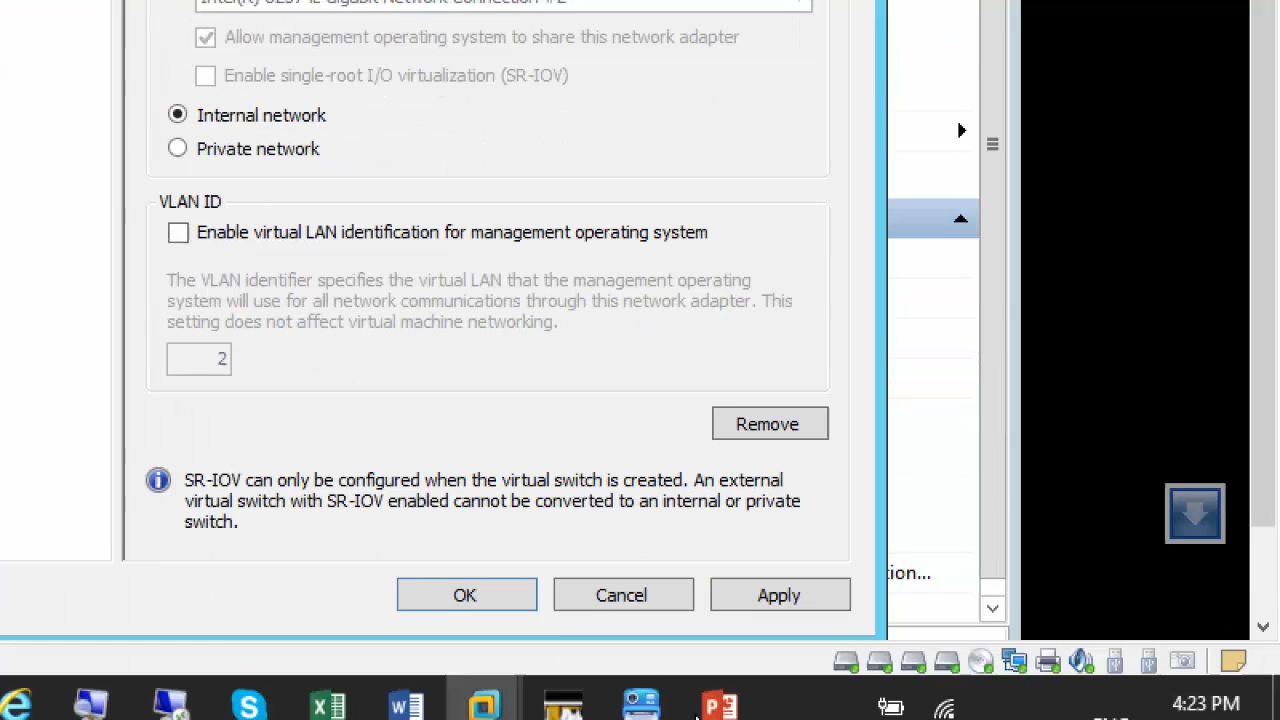 Allow management operating system to share this network adapter
Enable single-root I/O virtualization (SR-IOV)
Internal network
Private network
VLAN ID
Enable virtual LAN identification for management operating system
The VLAN identifier specifies the virtual LAN that the management operating
system will use for all network communications through this network adapter. This
setting does not affect virtual machine networking.
2
Remove
SR-IOV can only be configured when the virtual switch is created. An external
virtual switch with SR-IOV enabled cannot be converted to an internal or private
switch.
tion...
OK Cancel Apply
4:23 PM